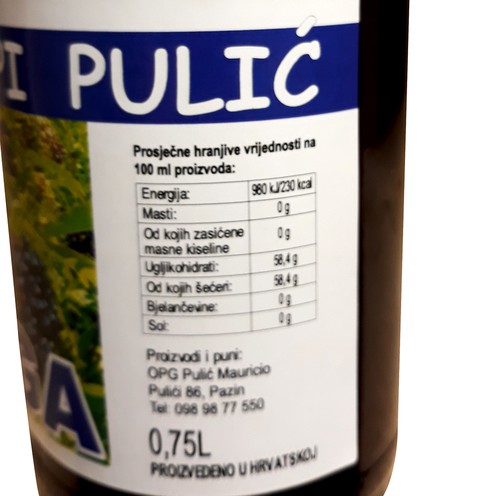 PI PULIĆ
Prosječne hranjive vrijednosti na
100 ml proizvoda:
Energija: 980 kJ/230 kcal
Masti: 0 g
Od kojih zasićene
masne kiseline 0 g
Ugljikohidrati: 58,4 g
Od kojih šećeri: 58,4 g
Bjelančevine: 0 g
Sol: 0 g
Proizvodi i puni:
OPG Pulić Mauricio
Pulići 86, Pazin
Tel: 098 98 77 550
0,75L
PROIZVEDENO U HRVATSKOJ